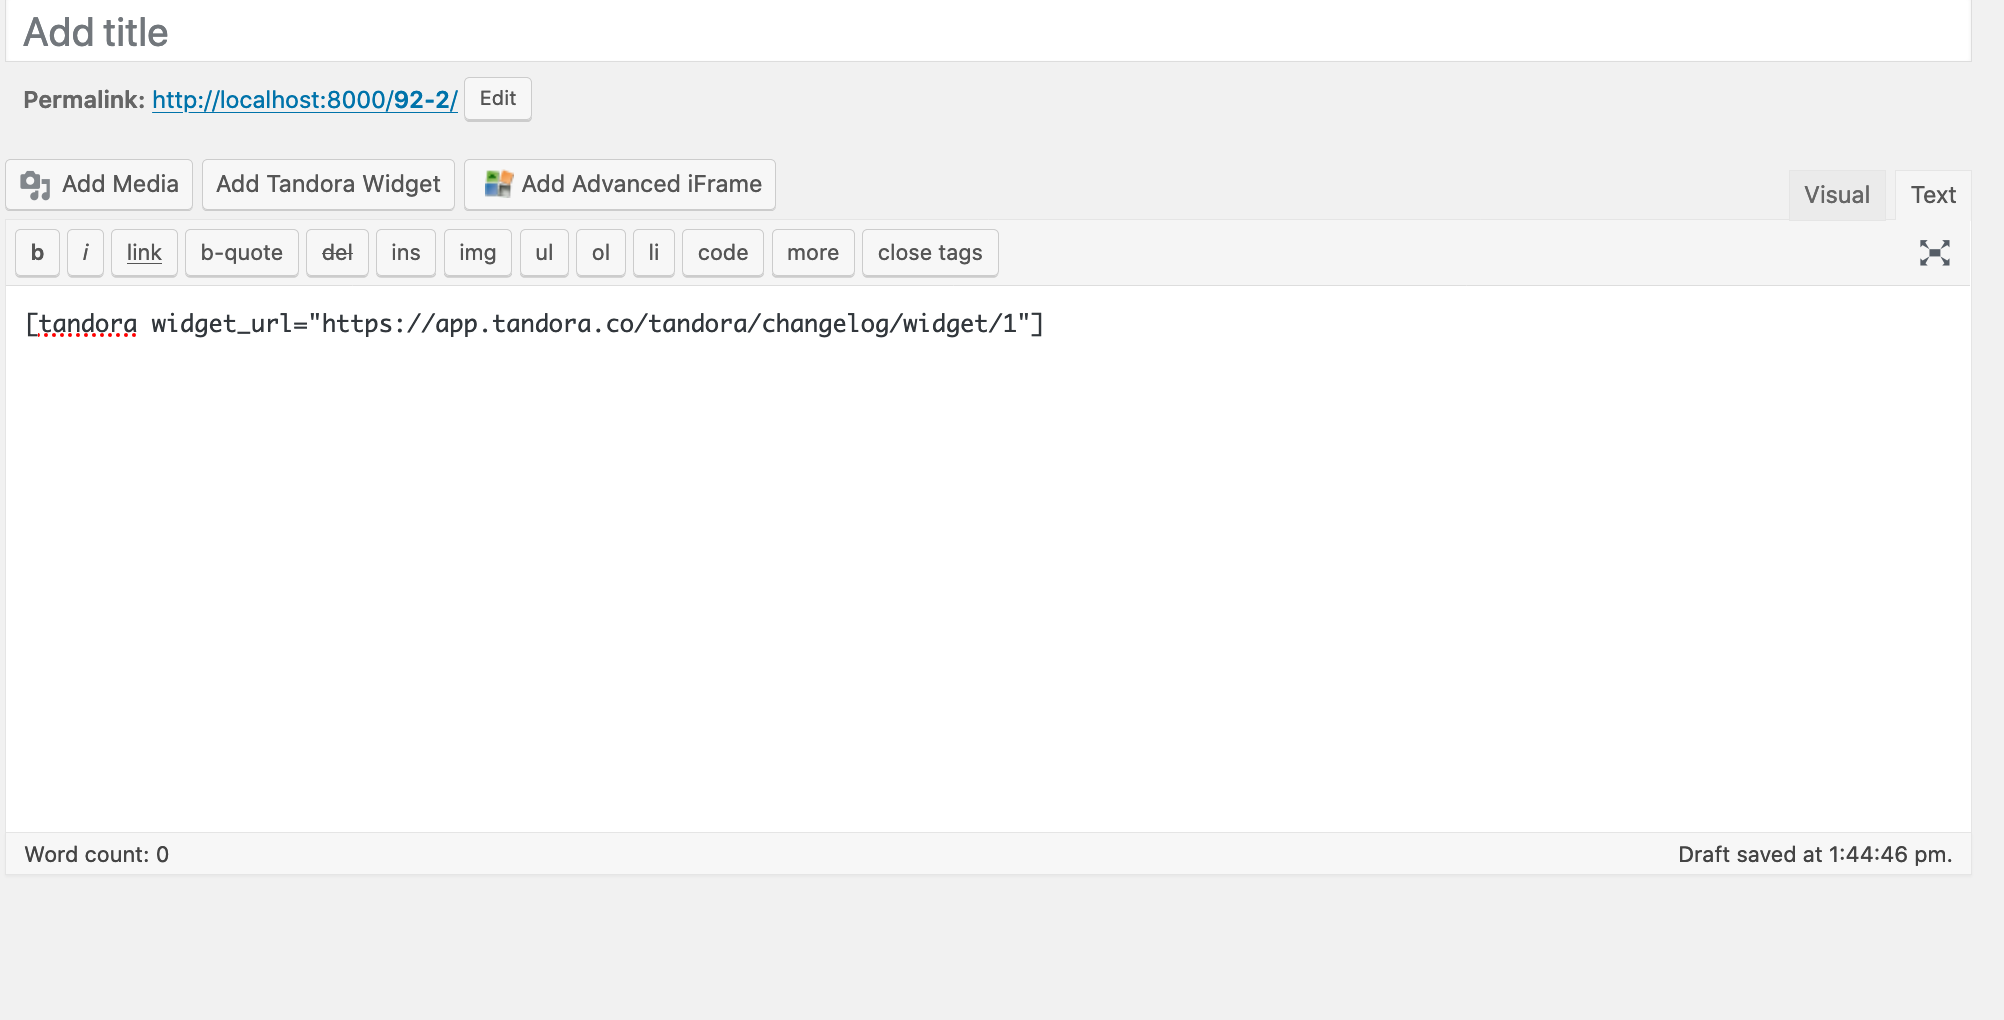 Add title
Permalink: http://localhost:8000/92-2/ Edit
Add Media Add Tandora Widget Add Advanced iFrame Visual Text
b i link b-quote del ins img ul ol li code more close tags
[tandora widget_url="https://app.tandora.co/tandora/changelog/widget/1"]
Word count: 0 Draft saved at 1:44:46 pm.